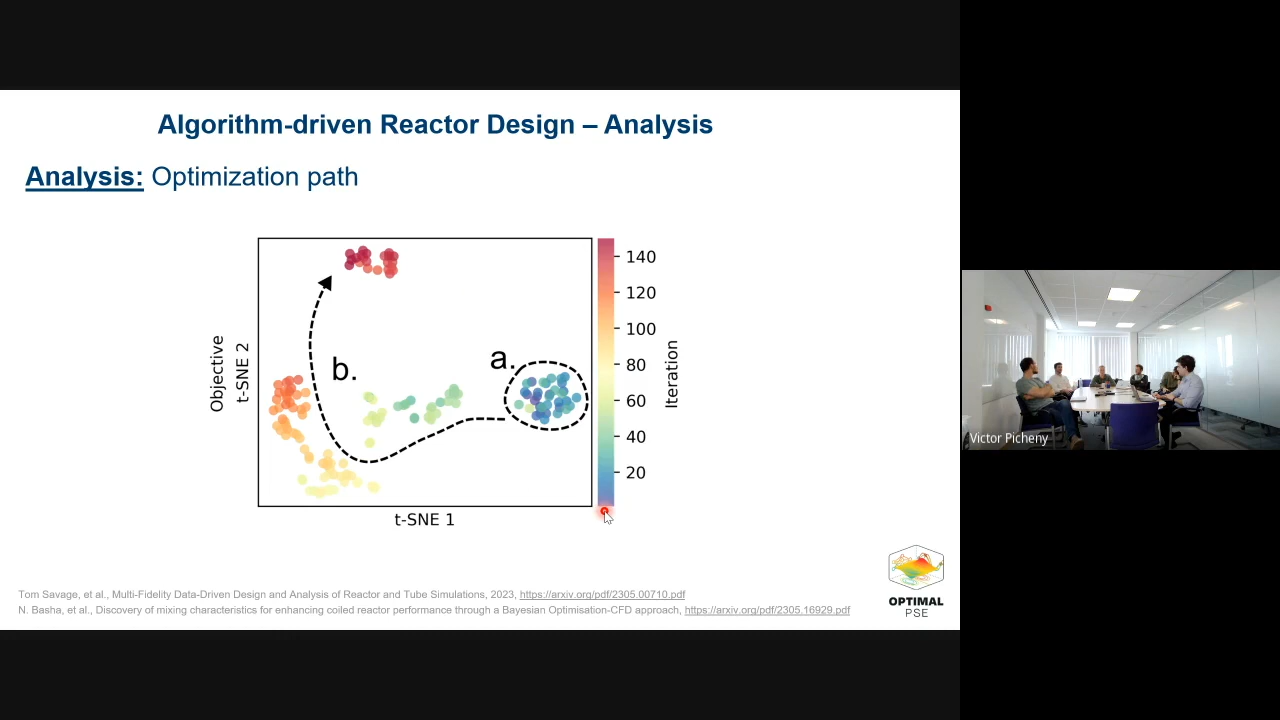 Algorithm-driven Reactor Design – Analysis
Analysis: Optimization path
Objective
t-SNE 2
b.
a.
140
120
100
80
60
40
20
Iteration
t-SNE 1
Tom Savage, et al., Multi-Fidelity Data-Driven Design and Analysis of Reactor and Tube Simulations, 2023, https://arxiv.org/pdf/2305.00710.pdf
N. Basha, et al., Discovery of mixing characteristics for enhancing coiled reactor performance through a Bayesian Optimisation-CFD approach, https://arxiv.org/pdf/2305.16929.pdf
OPTIMAL
PSE
Victor Picheny